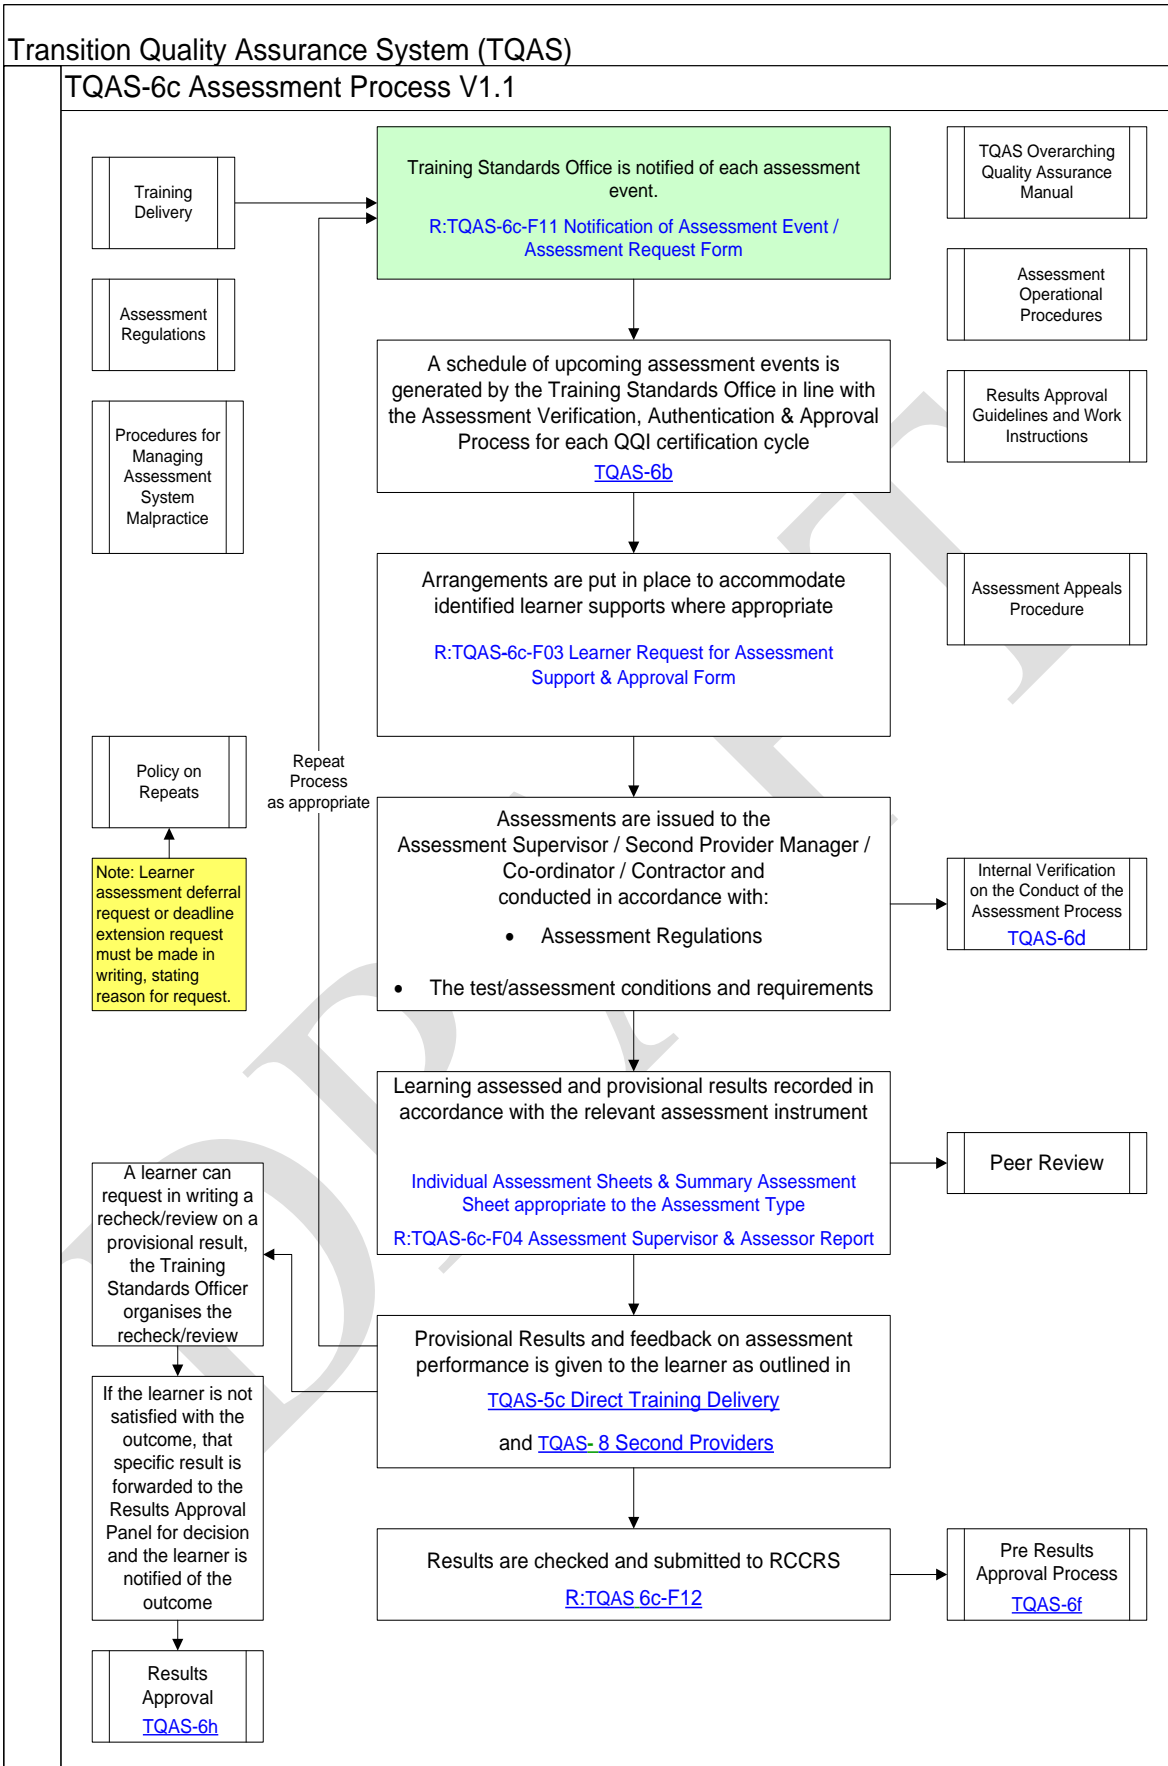 Transition Quality Assurance System (TQAS)
TQAS-6c Assessment Process V1.1
Training
Delivery
Assessment
Regulations
Procedures for
Managing
Assessment
System
Malpractice
Policy on
Repeats
Note: Learner
assessment deferral
request or deadline
extension request
must be made in
writing, stating
reason for request.
A learner can
request in writing a
recheck/review on a
provisional result,
the Training
Standards Officer
organises the
recheck/review
If the learner is not
satisfied with the
outcome, that
specific result is
forwarded to the
Results Approval
Panel for decision
and the learner is
notified of the
outcome
Results
Approval
TQAS-6h
Repeat
Process
as appropriate
Training Standards Office is notified of each assessment
event.
R:TQAS-6c-F11 Notification of Assessment Event /
Assessment Request Form
A schedule of upcoming assessment events is
generated by the Training Standards Office in line with
the Assessment Verification, Authentication & Approval
Process for each QQI certification cycle
TQAS-6b
Arrangements are put in place to accommodate
identified learner supports where appropriate
R:TQAS-6c-F03 Learner Request for Assessment
Support & Approval Form
Assessments are issued to the
Assessment Supervisor / Second Provider Manager /
Co-ordinator / Contractor and
conducted in accordance with:
• Assessment Regulations
• The test/assessment conditions and requirements
Learning assessed and provisional results recorded in
accordance with the relevant assessment instrument
Individual Assessment Sheets & Summary Assessment
Sheet appropriate to the Assessment Type
R:TQAS-6c-F04 Assessment Supervisor & Assessor Report
Provisional Results and feedback on assessment
performance is given to the learner as outlined in
TQAS-5c Direct Training Delivery
and TQAS- 8 Second Providers
Results are checked and submitted to RCCRS
R:TQAS 6c-F12
TQAS Overarching
Quality Assurance
Manual
Assessment
Operational
Procedures
Results Approval
Guidelines and Work
Instructions
Assessment Appeals
Procedure
Internal Verification
on the Conduct of the
Assessment Process
TQAS-6d
Peer Review
Pre Results
Approval Process
TQAS-6f
DRAFT